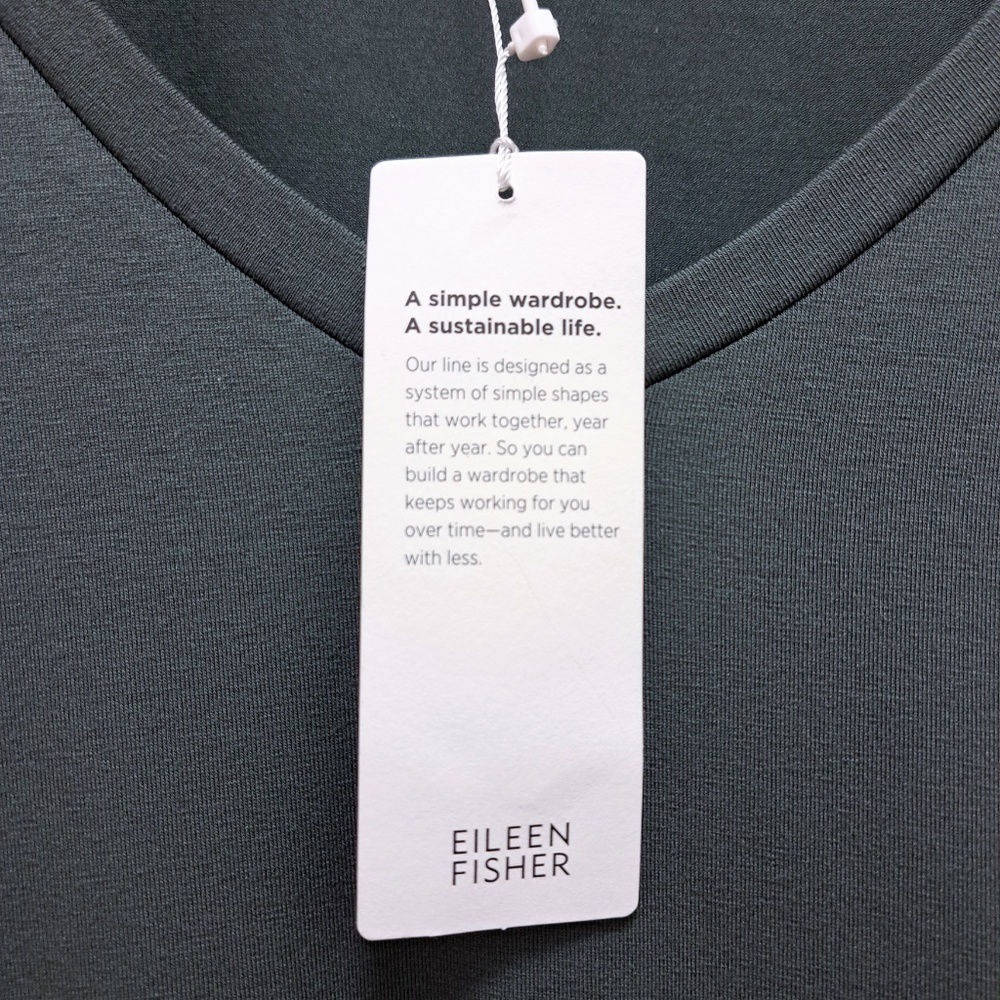 A simple wardrobe.
A sustainable life.
Our line is designed as a
system of simple shapes
that work together, year
after year. So you can
build a wardrobe that
keeps working for you
over time—and live better
with less.
EILEEN
FISHER